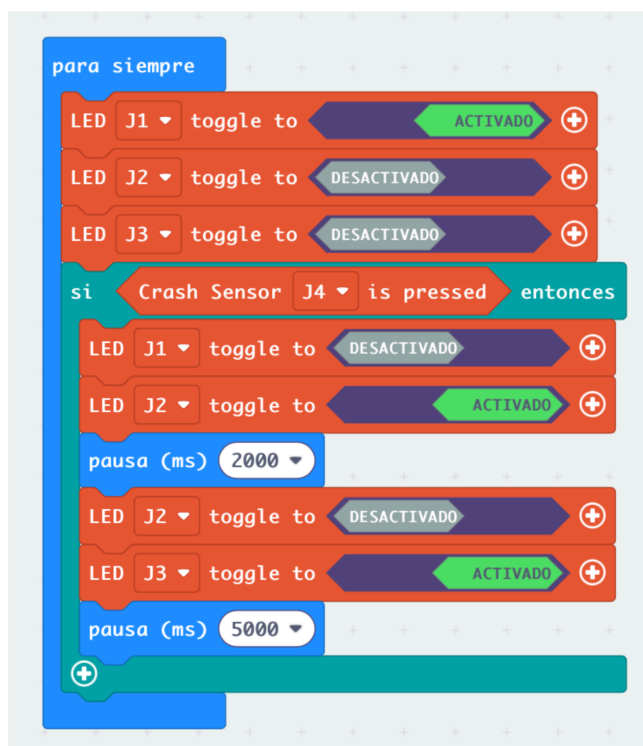 para siempre
LED J1 toggle to ACTIVADO
LED J2 toggle to DESACTIVADO
LED J3 toggle to DESACTIVADO
si Crash Sensor J4 is pressed entonces
LED J1 toggle to DESACTIVADO
LED J2 toggle to ACTIVADO
pausa (ms) 2000
LED J2 toggle to DESACTIVADO
LED J3 toggle to ACTIVADO
pausa (ms) 5000